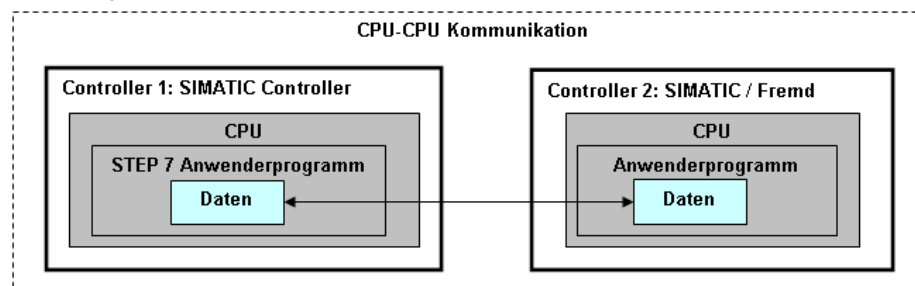 CPU-CPU Kommunikation
Controller 1: SIMATIC Controller
CPU
STEP 7 Anwenderprogramm
Daten
Controller 2: SIMATIC / Fremd
CPU
Anwenderprogramm
Daten